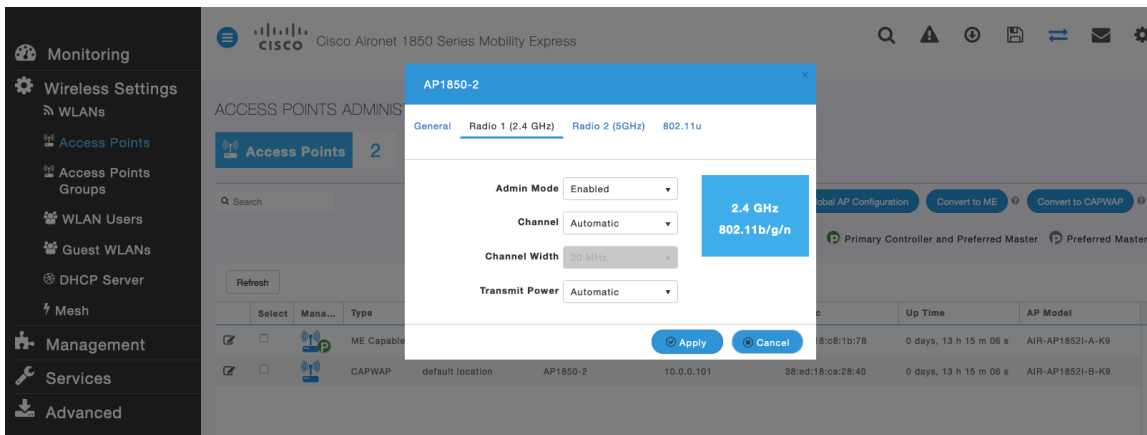 Monitoring
Wireless Settings
WLANs
Access Points
Access Points
Groups
WLAN Users
Guest WLANs
DHCP Server
Mesh
Management
Services
Advanced
CISCO Cisco Aironet 1850 Series Mobility Express
ACCESS POINTS ADMINIS
Access Points 2
Search
Global AP Configuration Convert to ME Convert to CAPWAP
P Primary Controller and Preferred Master P Preferred Master
Refresh
Select Mana... Type Up Time AP Model
P ME Capable 8:c8:1b:78 0 days, 13 h 15 m 06 s AIR-AP1852I-A-K9
CAPWAP default location AP1850-2 10.0.0.101 38:ed:18:ca:28:40 0 days, 13 h 15 m 06 s AIR-AP1852I-B-K9
AP1850-2
General Radio 1 (2.4 GHz) Radio 2 (5GHz) 802.11u
Admin Mode Enabled
Channel Automatic
Channel Width 20 MHz
Transmit Power Automatic
2.4 GHz
802.11b/g/n
Apply Cancel